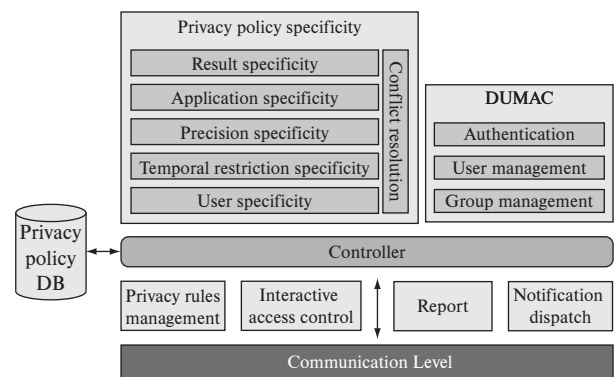 Privacy policy specificity
Result specificity
Application specificity
Precision specificity
Temporal restriction specificity
User specificity
Conflict resolution
DUMAC
Authentication
User management
Group management
Privacy
policy
DB
Controller
Privacy rules
management
Interactive
access control
Report
Notification
dispatch
Communication Level